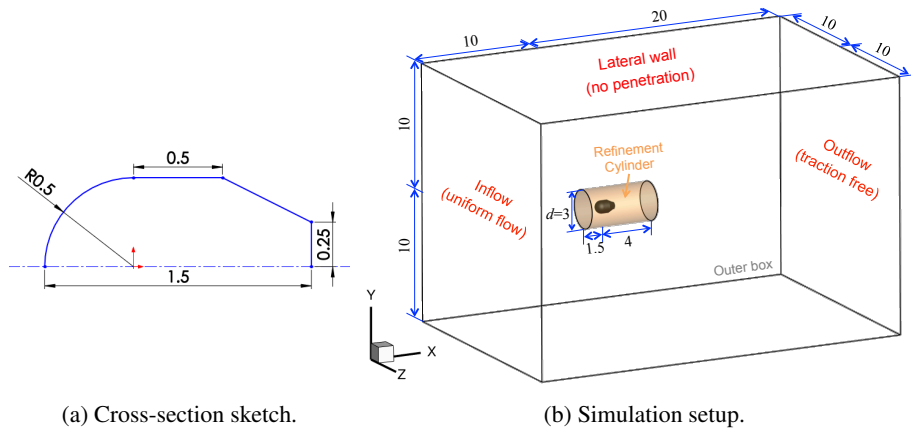 0.5
R0.5
0.25
1.5
(a) Cross-section sketch.
10
20
10
10
Lateral wall
(no penetration)
10
10
Refinement
Cylinder
Inflow
(uniform flow)
Outflow
(traction free)
d=3
1.5
4
Outer box
Y
X
Z
(b) Simulation setup.